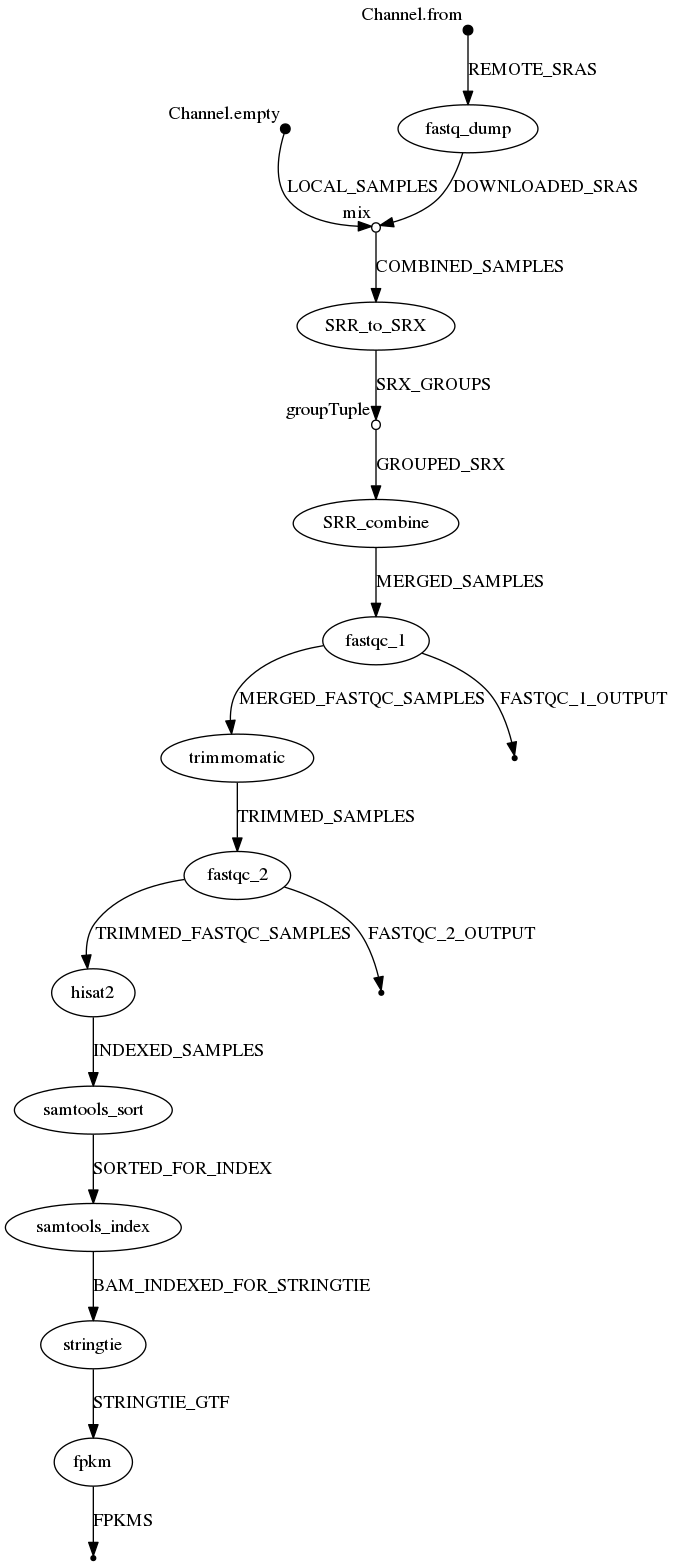 Channel.from
REMOTE_SRAS
Channel.empty
fastq_dump
LOCAL_SAMPLES
DOWNLOADED_SRAS
mix
COMBINED_SAMPLES
SRR_to_SRX
SRX_GROUPS
groupTuple
GROUPED_SRX
SRR_combine
MERGED_SAMPLES
fastqc_1
MERGED_FASTQC_SAMPLES
FASTQC_1_OUTPUT
trimmomatic
TRIMMED_SAMPLES
fastqc_2
TRIMMED_FASTQC_SAMPLES
FASTQC_2_OUTPUT
hisat2
INDEXED_SAMPLES
samtools_sort
SORTED_FOR_INDEX
samtools_index
BAM_INDEXED_FOR_STRINGTIE
stringtie
STRINGTIE_GTF
fpkm
FPKMS